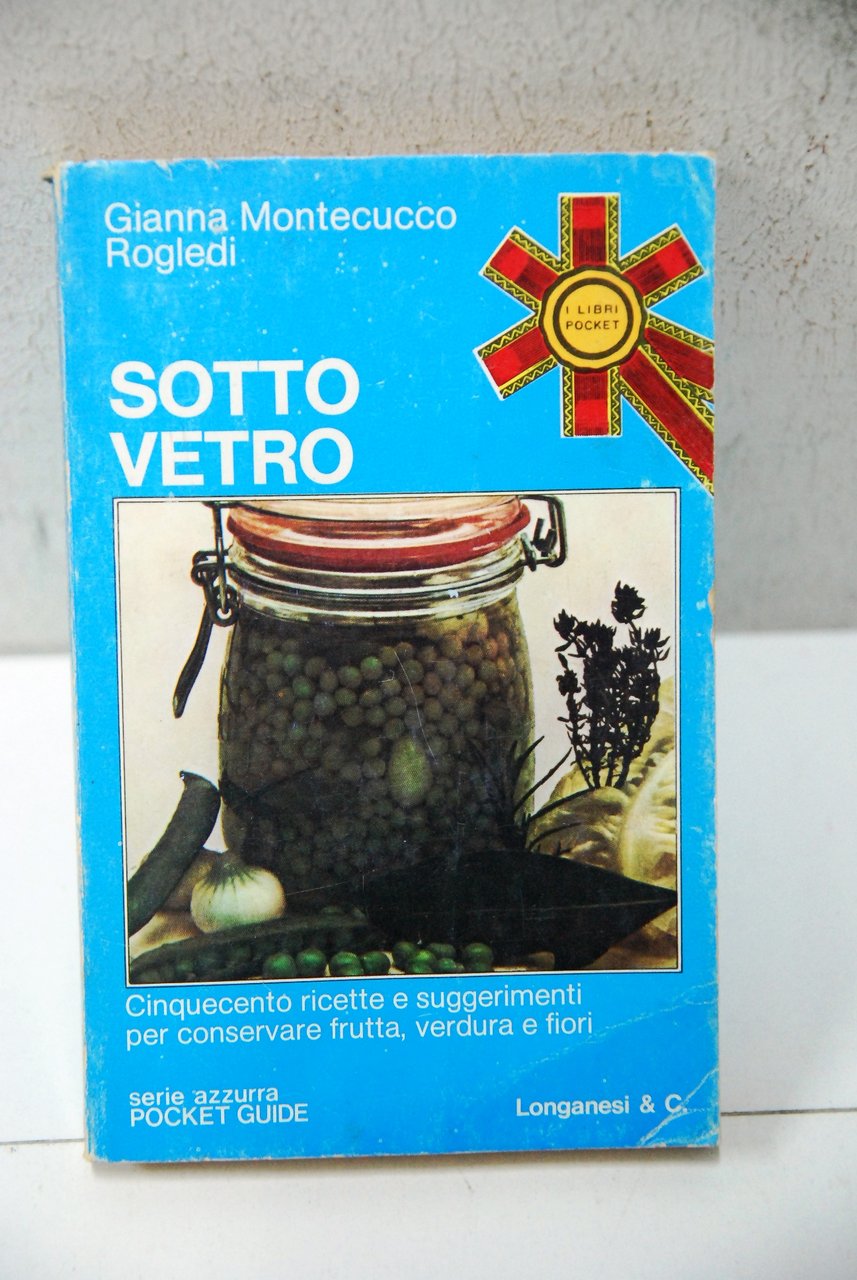 Gianna Montecucco
Rogledi
I LIBRI
POCKET
SOTTO
VETRO
Cinquecento ricette e suggerimenti
per conservare frutta, verdura e fiori
serie azzurra
POCKET GUIDE
Longanesi & C.